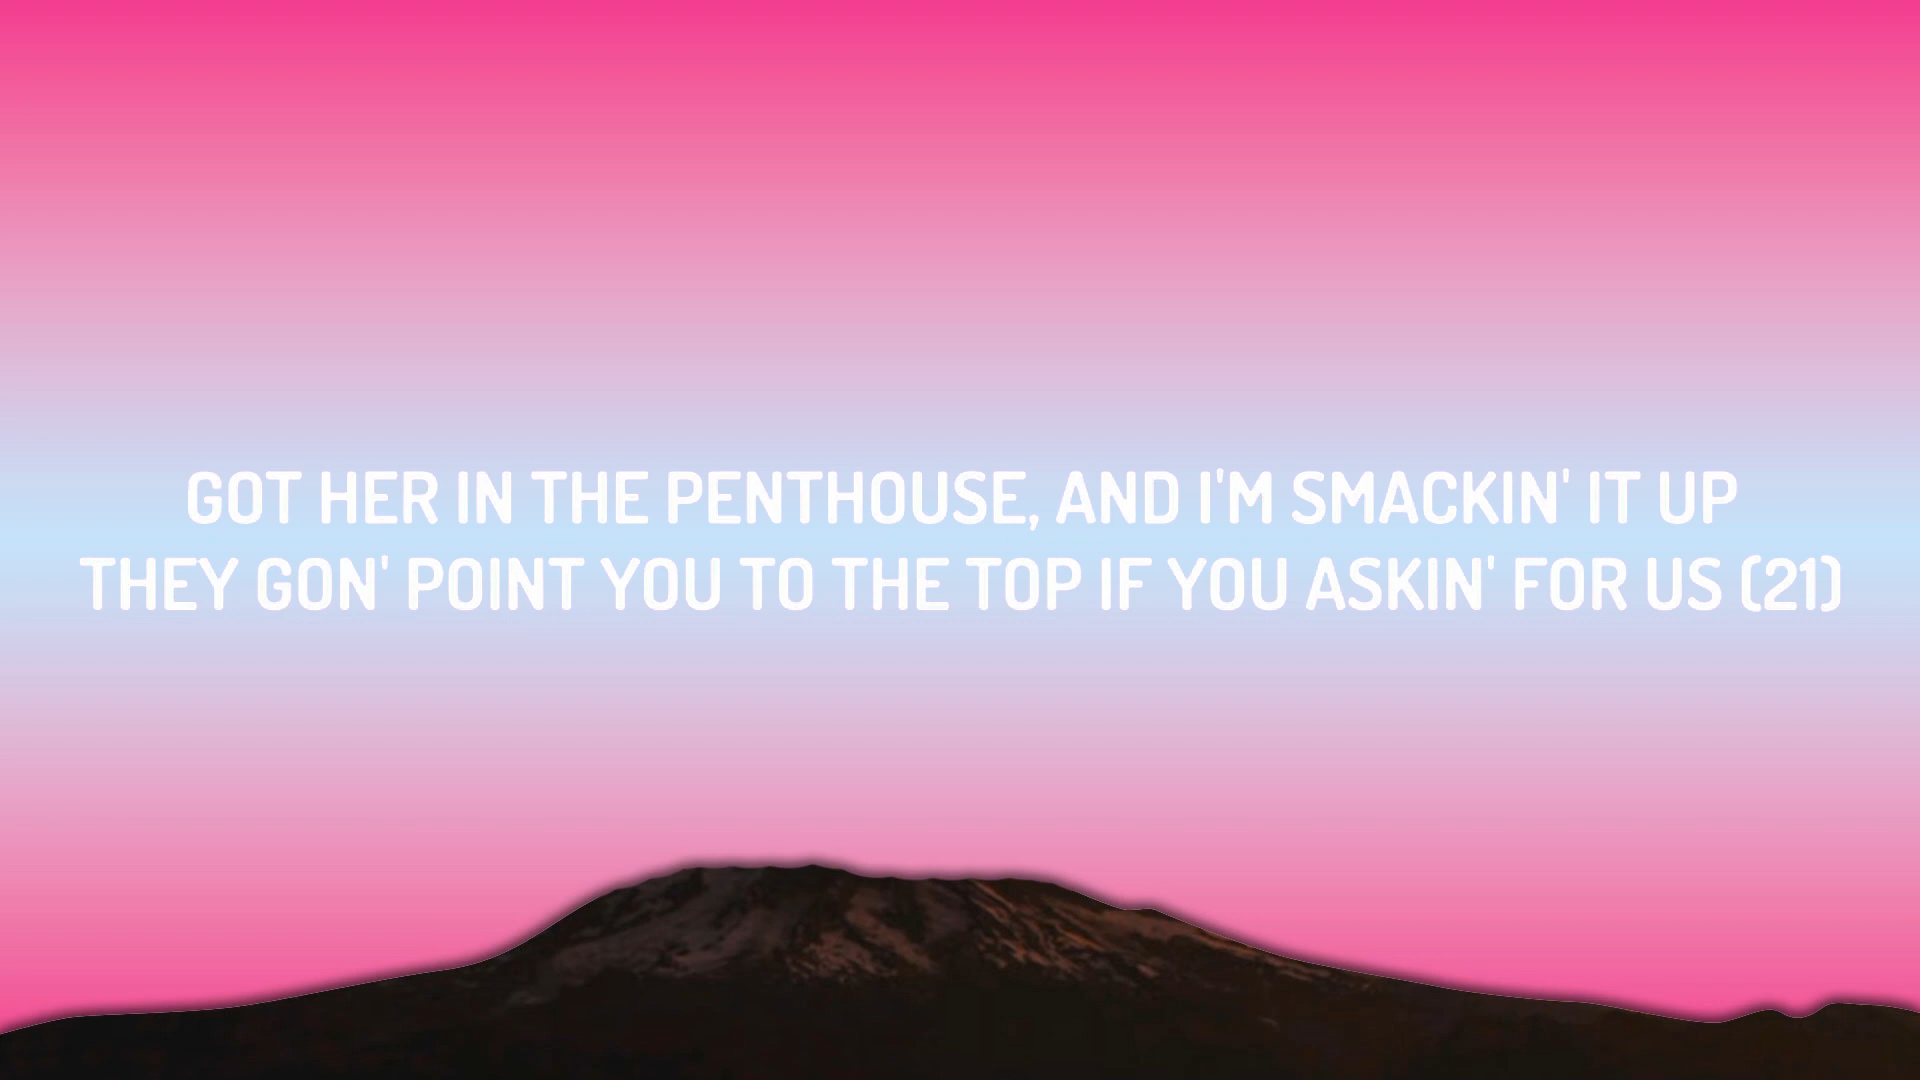 GOT HER IN THE PENTHOUSE, AND I'M SMACKIN' IT UP
THEY GON' POINT YOU TO THE TOP IF YOU ASKIN' FOR US (21)